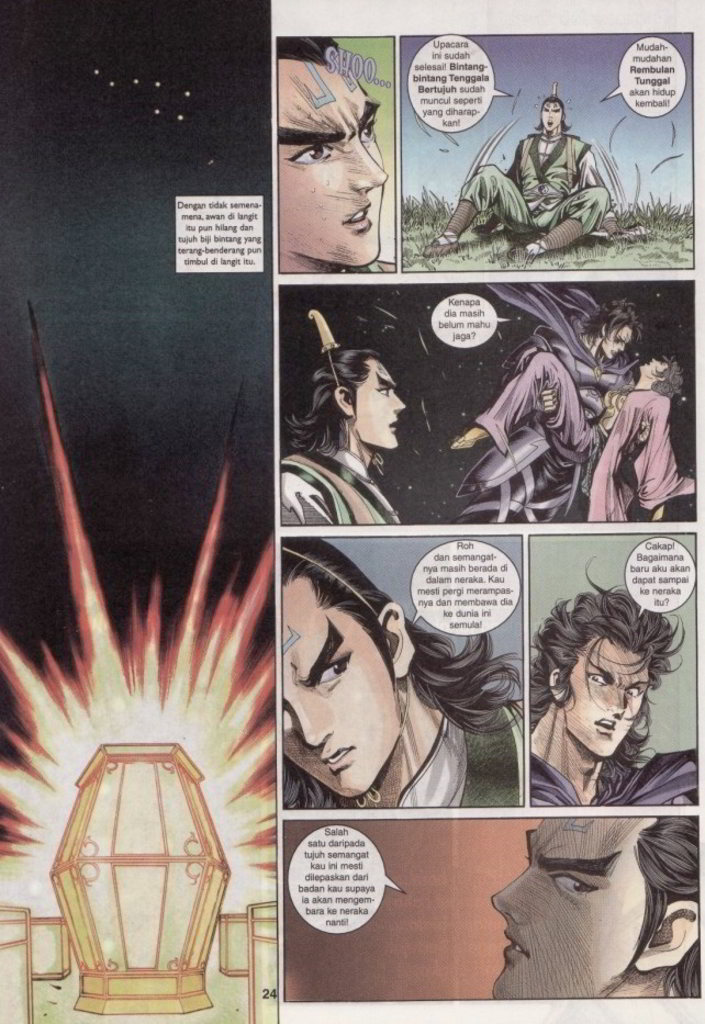 Dengan tidak semena-
mena, awan di langit
itu pun hilang dan
tujuh biji bintang yang
terang-benderang pun
timbul di langit itu.
SHOO...
Upacara
ini sudah
selesai! Bintang-
bintang Tenggala
Bertujuh sudah
muncul seperti
yang diharap-
kan!
Mudah-
mudahan
Rembulan
Tunggal
akan hidup
kembali!
Kenapa
dia masih
belum mahu
jaga?
Roh
dan semangat-
nya masih berada di
dalam neraka. Kau
mesti pergi merampas-
nya dan membawa dia
ke dunia ini
semula!
Cakap!
Bagaimana
baru aku akan
dapat sampai
ke neraka
itu?
Salah
satu daripada
tujuh semangat
kau ini mesti
dilepaskan dari
badan kau supaya
ia akan mengem-
bara ke neraka
nanti!
24